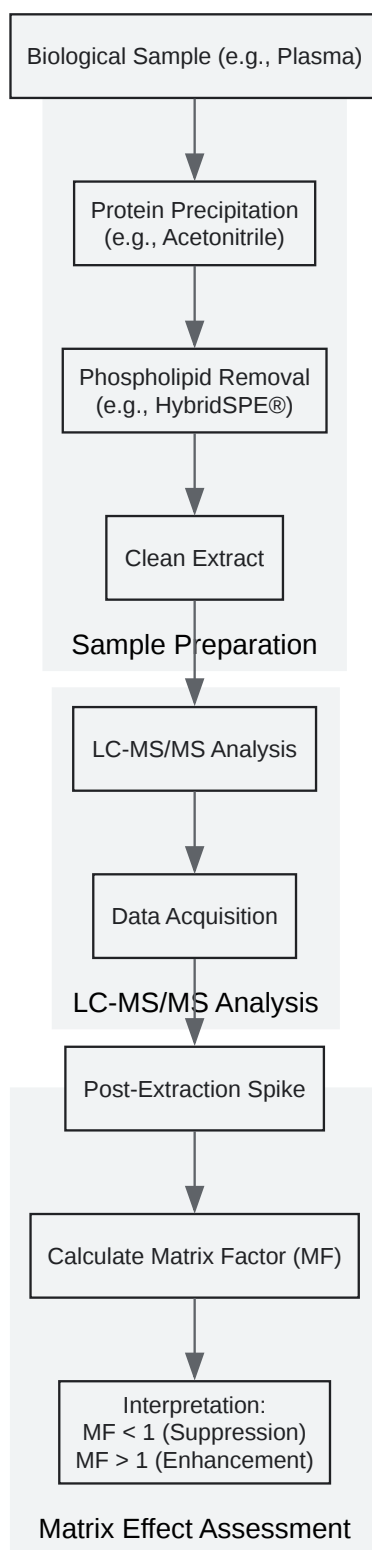 Biological Sample (e.g., Plasma)
Protein Precipitation
(e.g., Acetonitrile)
Phospholipid Removal
(e.g., HybridSPE®)
Clean Extract
Sample Preparation
LC-MS/MS Analysis
Data Acquisition
LC-MS/MS Analysis
Post-Extraction Spike
Calculate Matrix Factor (MF)
Interpretation:
MF < 1 (Suppression)
MF > 1 (Enhancement)
Matrix Effect Assessment